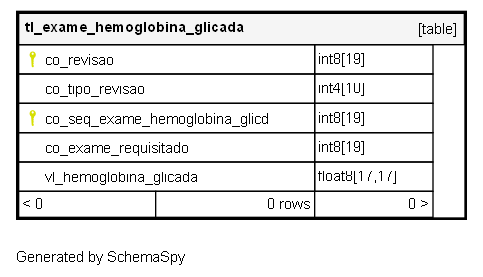 tl_exame_hemoglobina_glicada [table]
co_revisao int8[19]
co_tipo_revisao int4[10]
co_seq_exame_hemoglobina_glicd int8[19]
co_exame_requisitado int8[19]
vl_hemoglobina_glicada float8[17,17]
< 0 0 rows 0 >
Generated by SchemaSpy